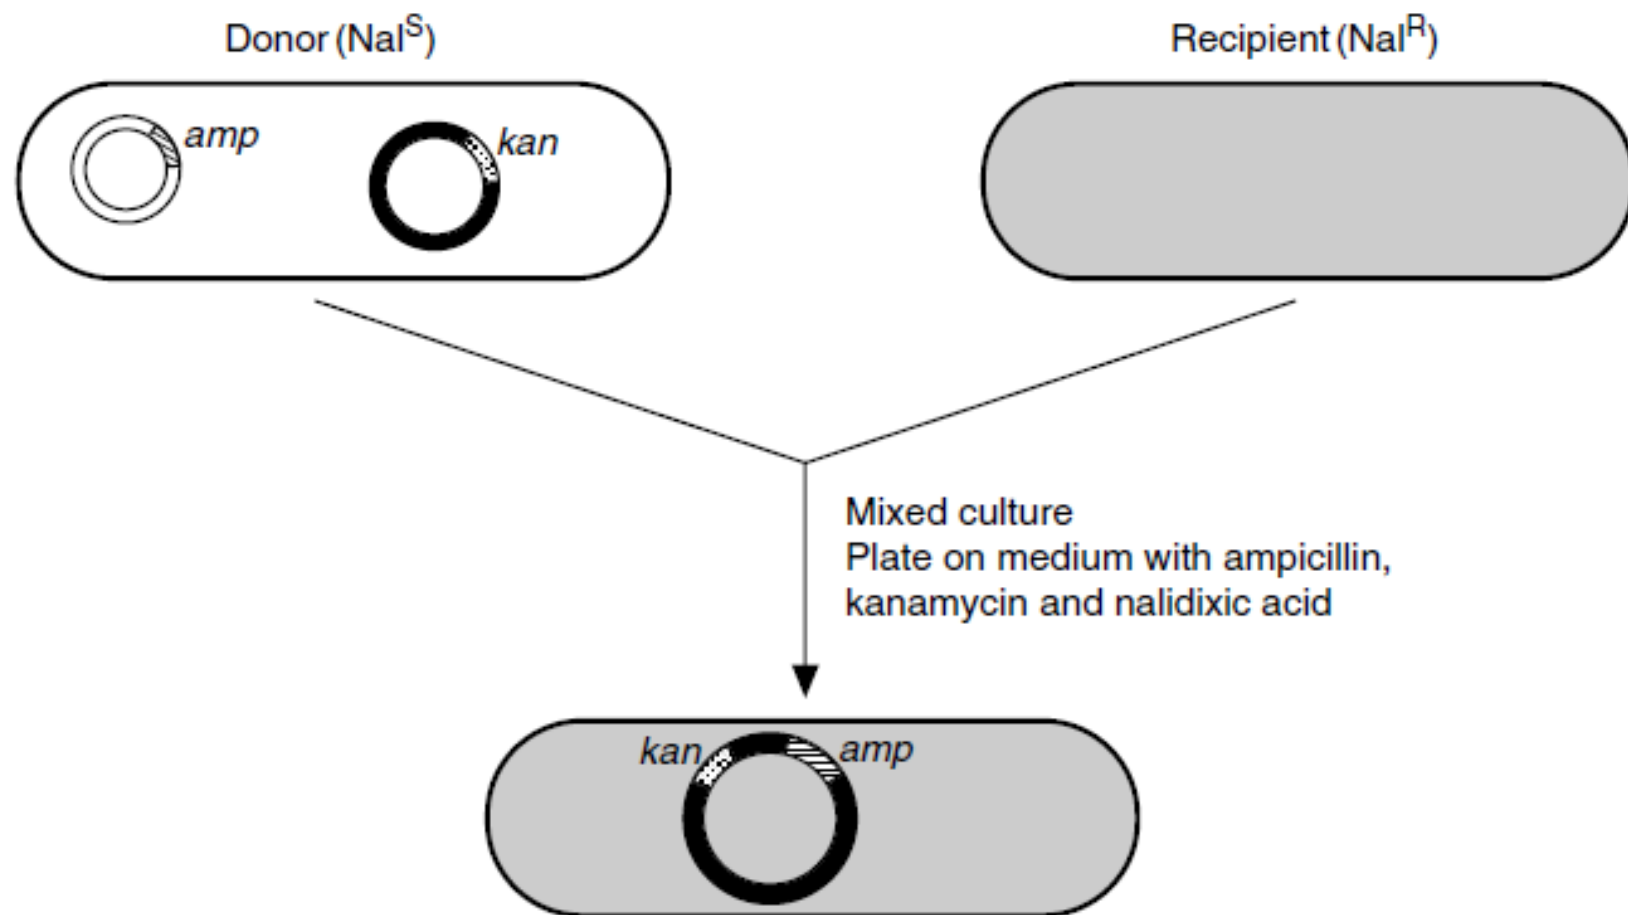 Donor (Nal^S)
Recipient (Nal^R)
amp
kan
Mixed culture
Plate on medium with ampicillin,
kanamycin and nalidixic acid
kan
amp